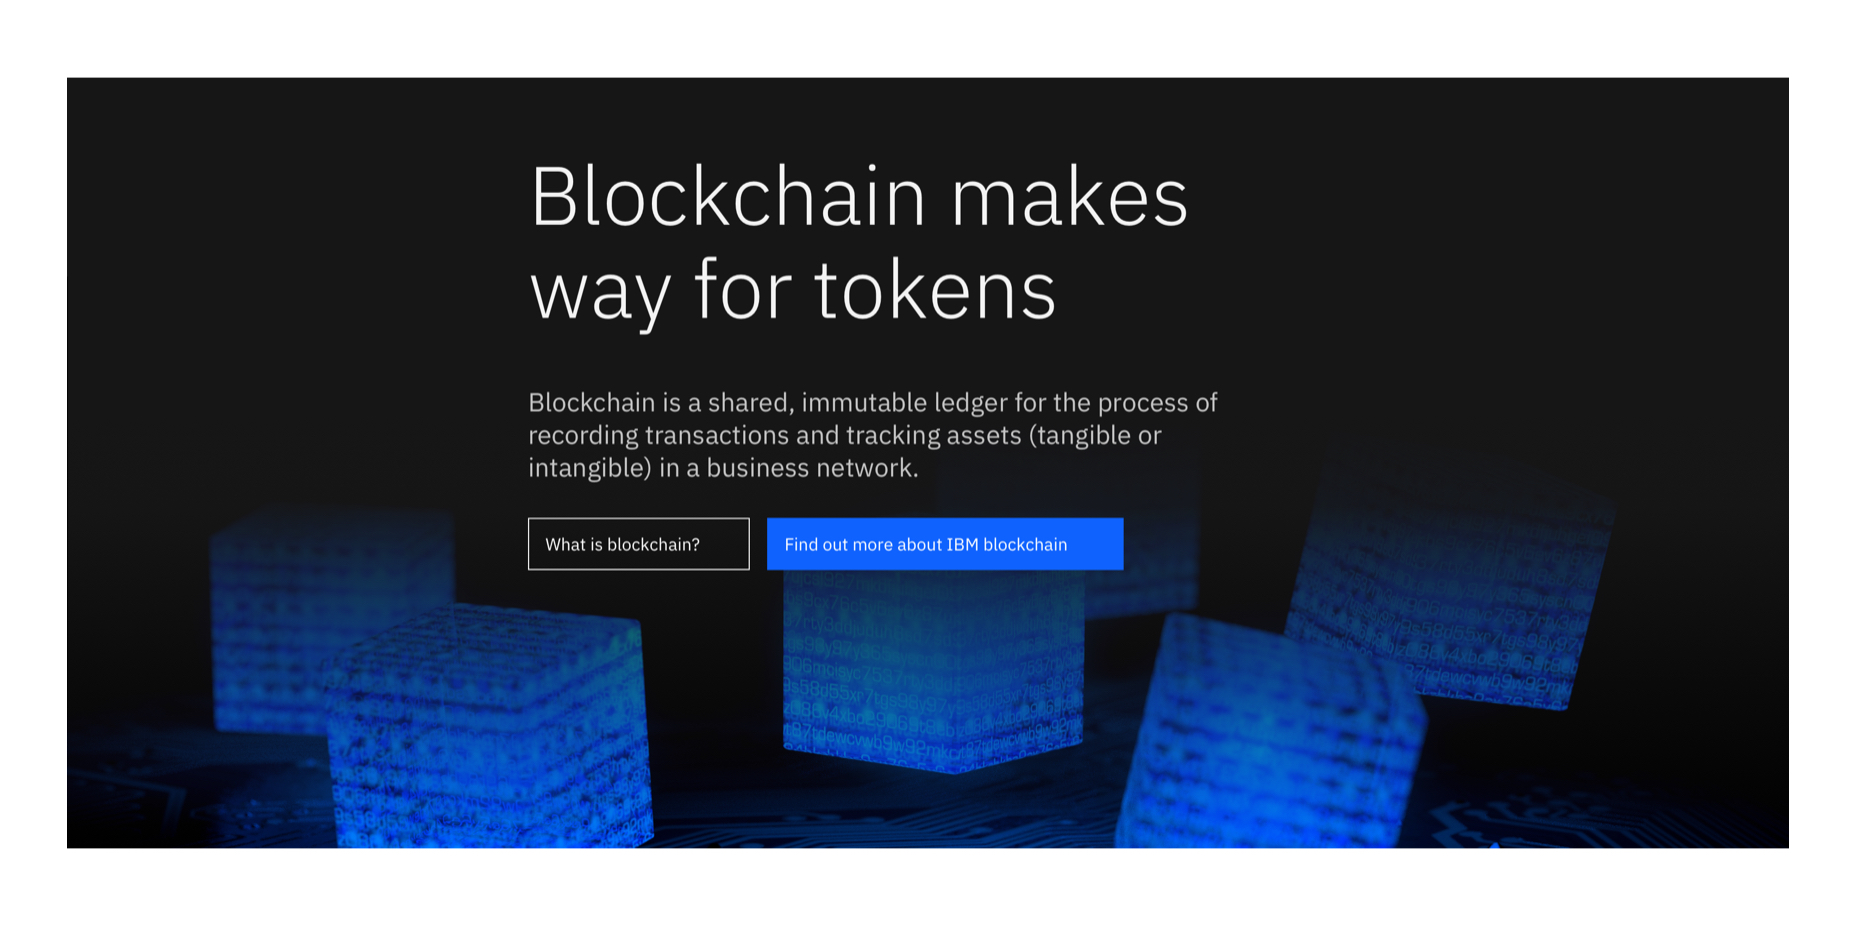 Blockchain makes
way for tokens
Blockchain is a shared, immutable ledger for the process of
recording transactions and tracking assets (tangible or
intangible) in a business network.
What is blockchain?
Find out more about IBM blockchain